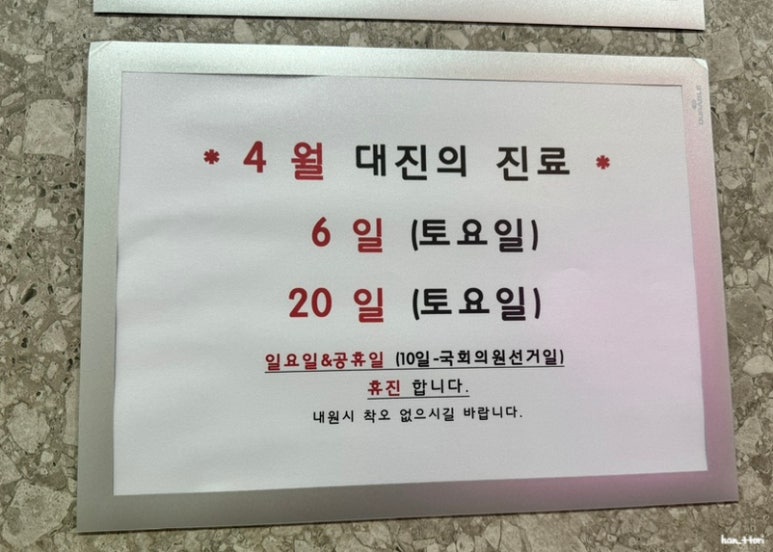 * 4 월 대진의 진료 *
6 일 (토요일)
20 일 (토요일)
일요일&공휴일 (10일-국회의원선거일)
휴진 합니다.
내원시 착오 없으시길 바랍니다.